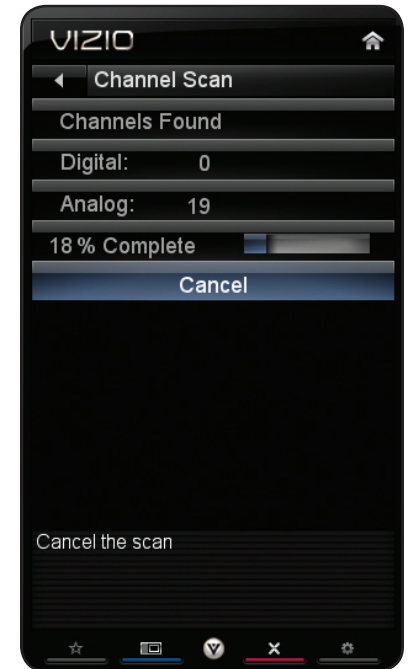 VIZIO
Channel Scan
Channels Found
Digital: 0
Analog: 19
18 % Complete
Cancel
Cancel the scan